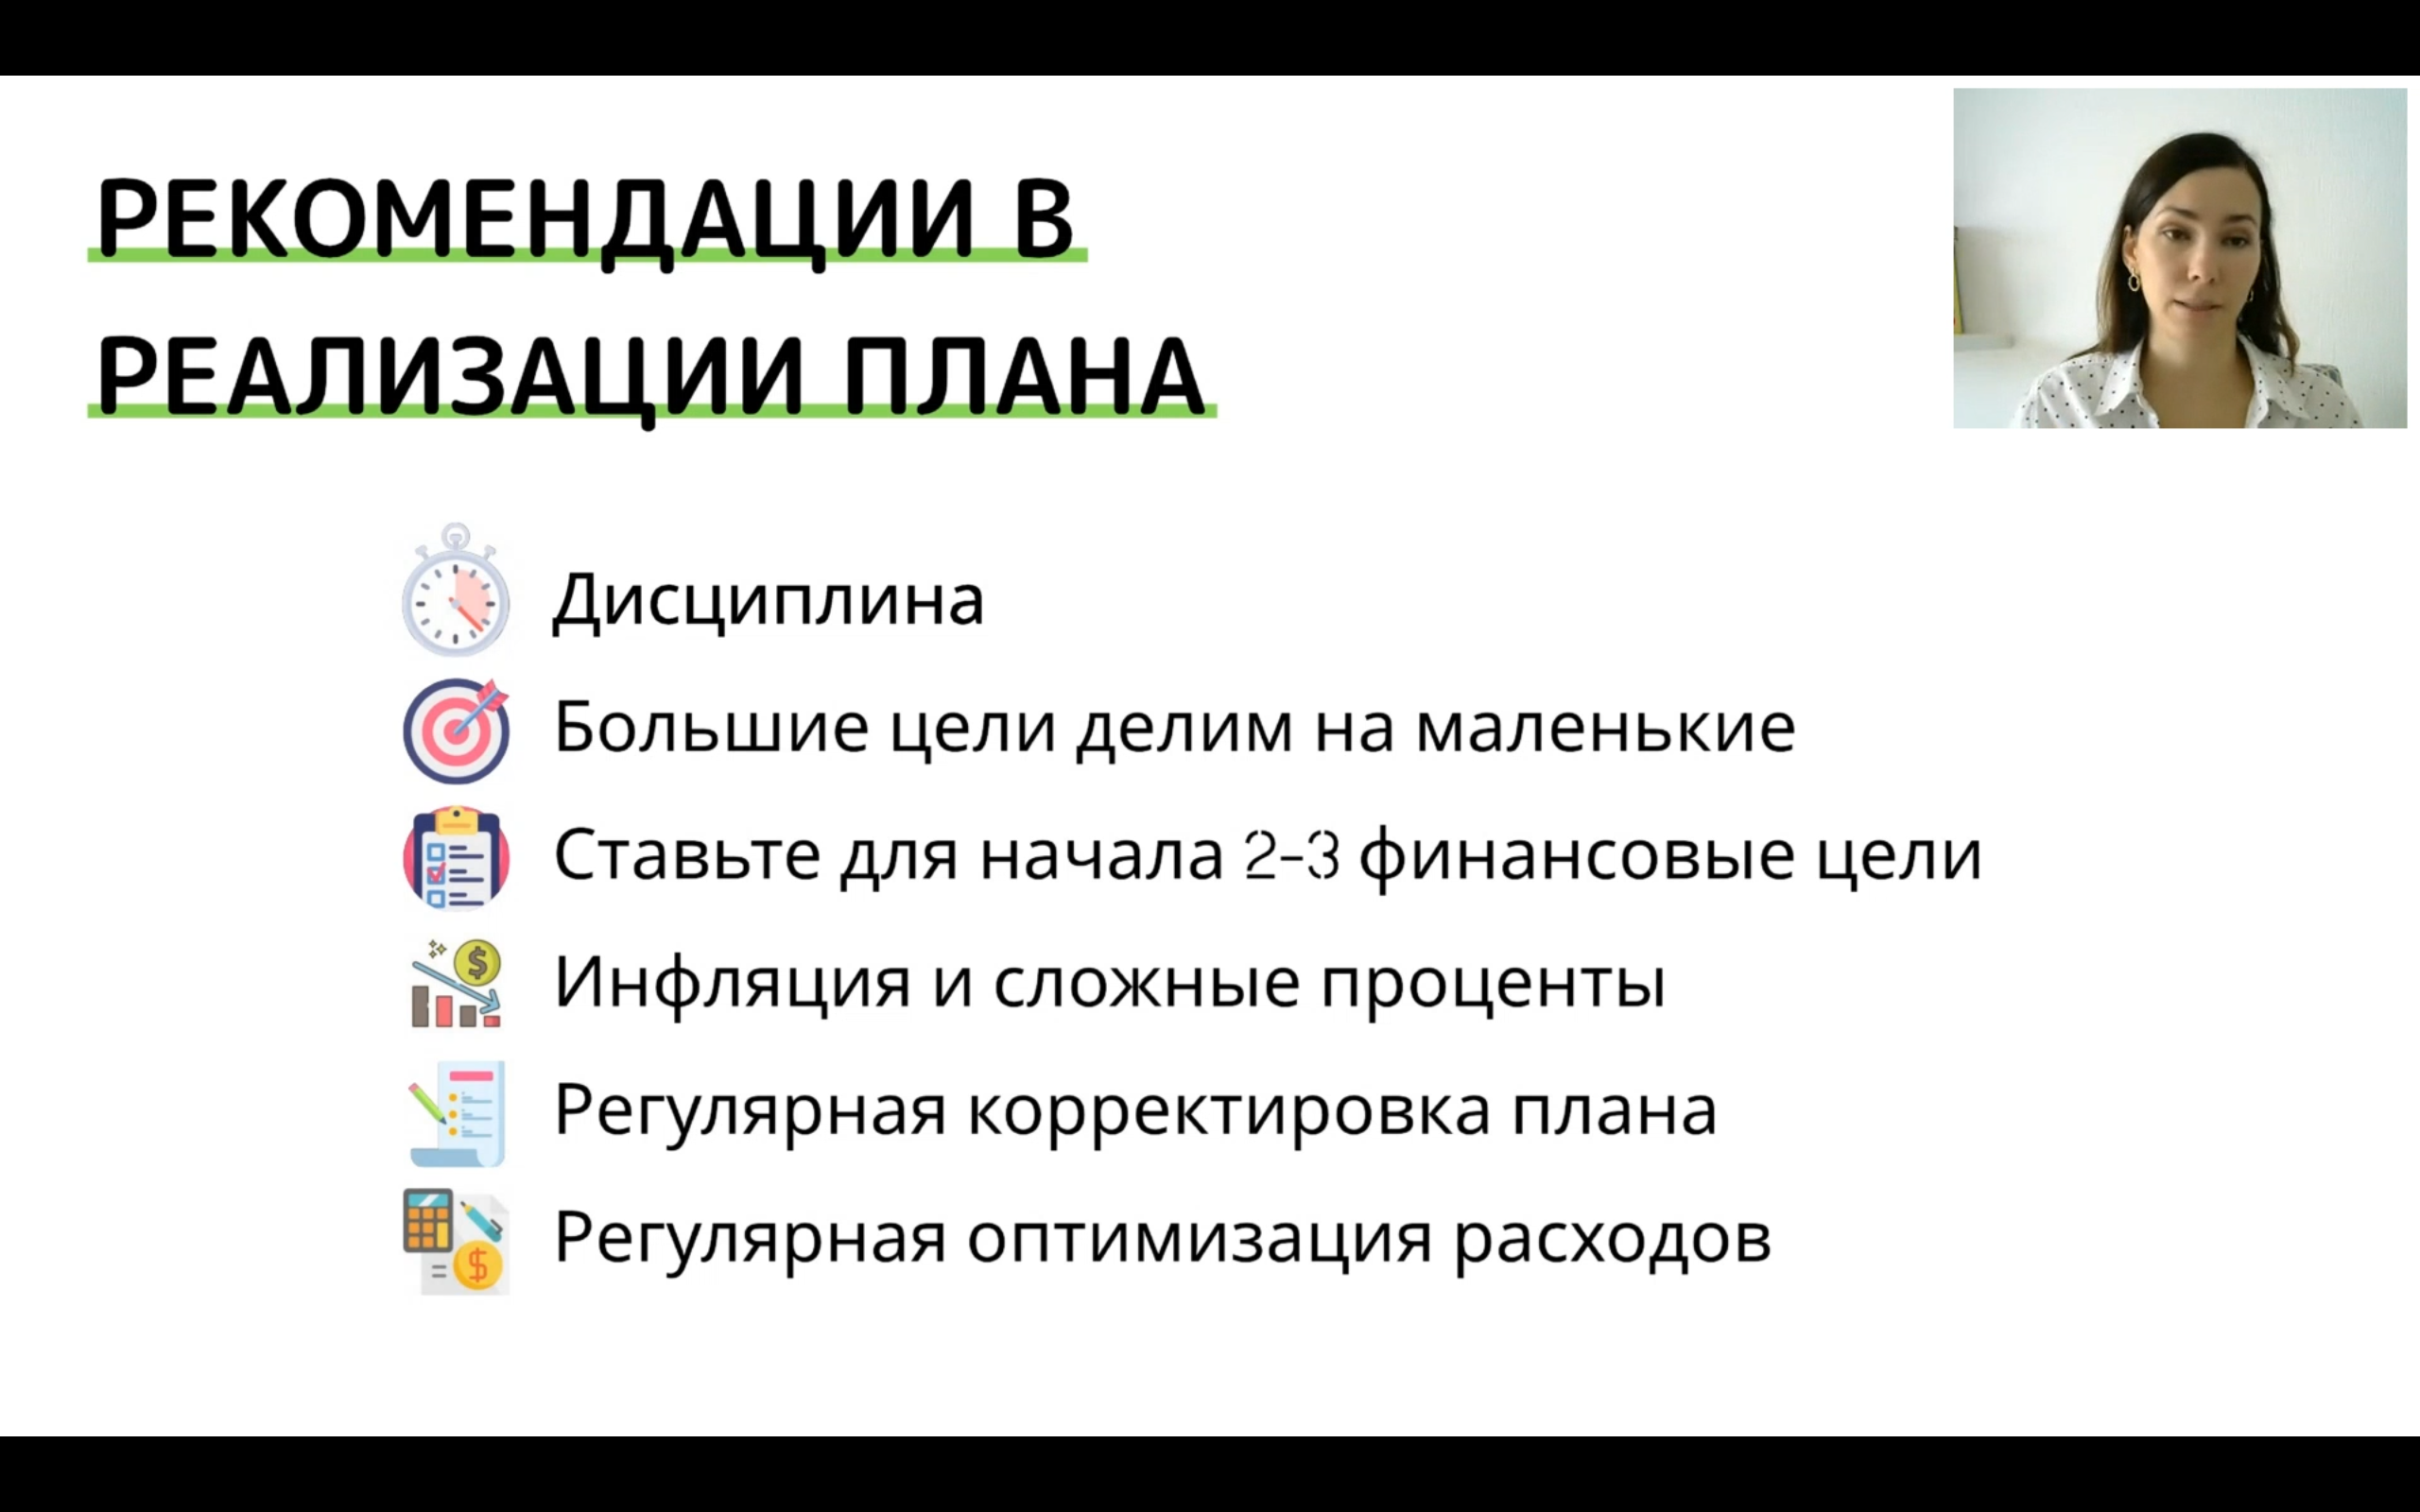 РЕКОМЕНДАЦИИ В
РЕАЛИЗАЦИИ ПЛАНА
Дисциплина
Большие цели делим на маленькие
Ставьте для начала 2-3 финансовые цели
Инфляция и сложные проценты
Регулярная корректировка плана
Регулярная оптимизация расходов